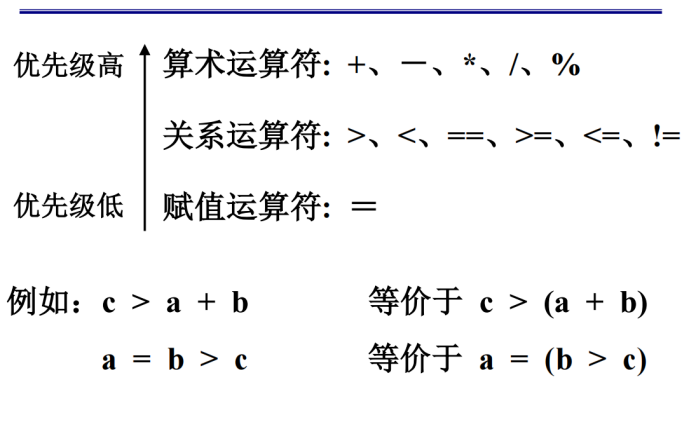 优先级高 算术运算符: +、-、*、/、%
关系运算符: >、<、==、>=、<=、!=
优先级低 赋值运算符: =
例如: c > a + b 等价于 c > (a + b)
a = b > c 等价于 a = (b > c)